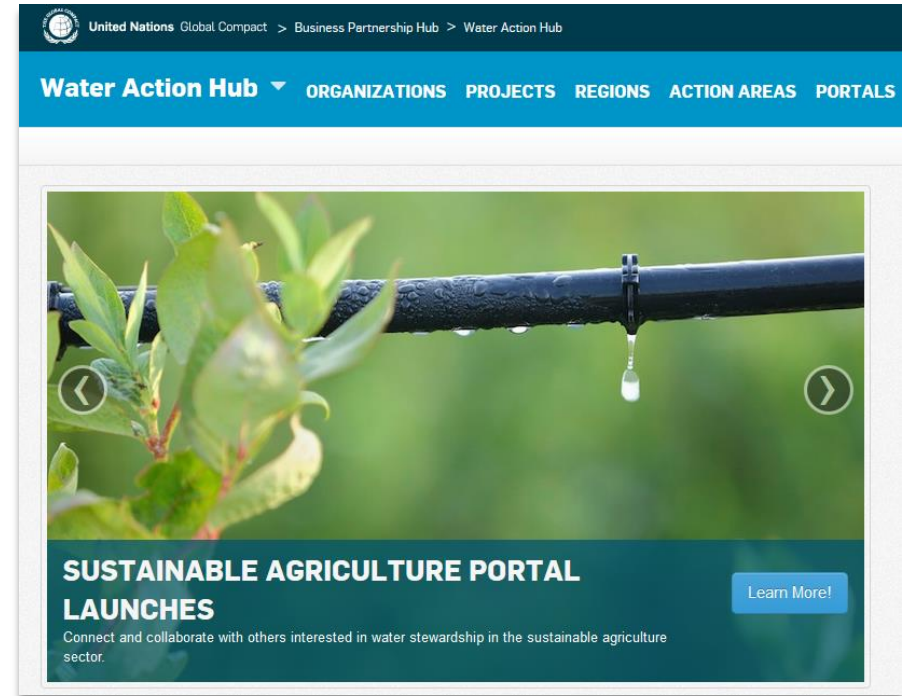 United Nations Global Compact > Business Partnership Hub > Water Action Hub
Water Action Hub ORGANIZATIONS PROJECTS REGIONS ACTION AREAS PORTALS
SUSTAINABLE AGRICULTURE PORTAL
LAUNCHES
Learn More!
Connect and collaborate with others interested in water stewardship in the sustainable agriculture
sector.